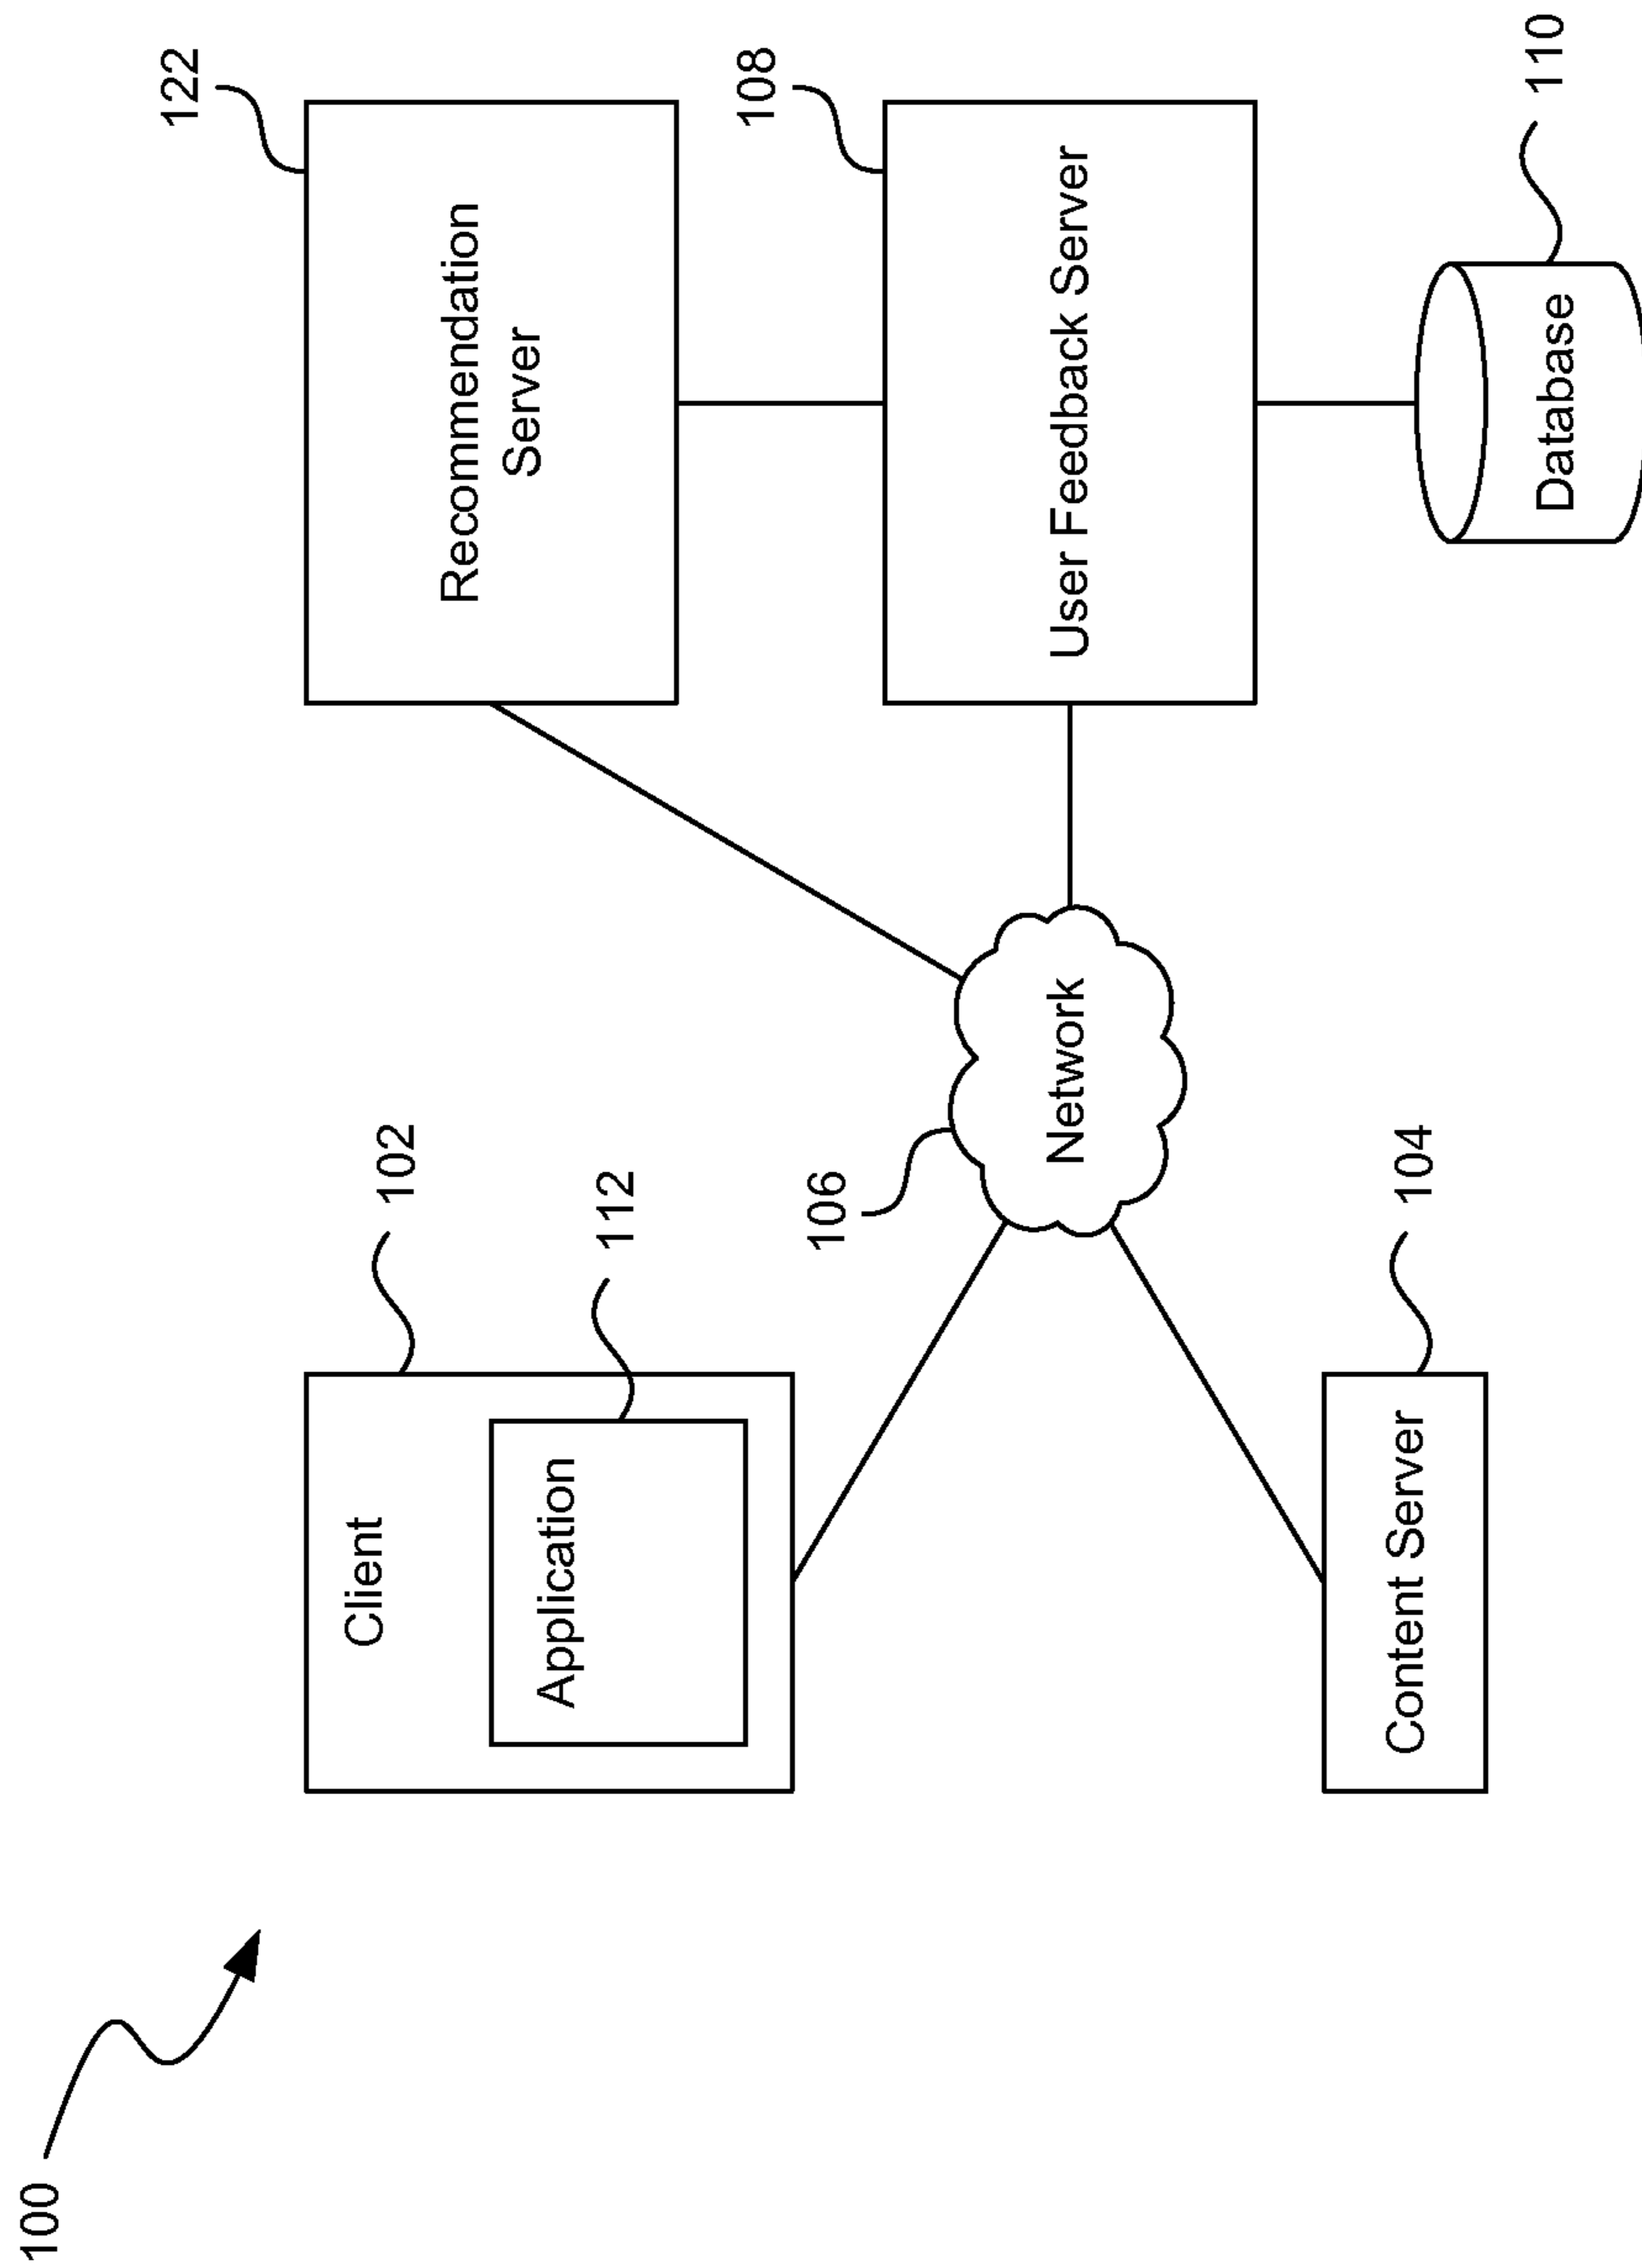 100
102
Client
112
Application
106
Network
104
Content Server
122
Recommendation
Server
108
User Feedback Server
110
Database